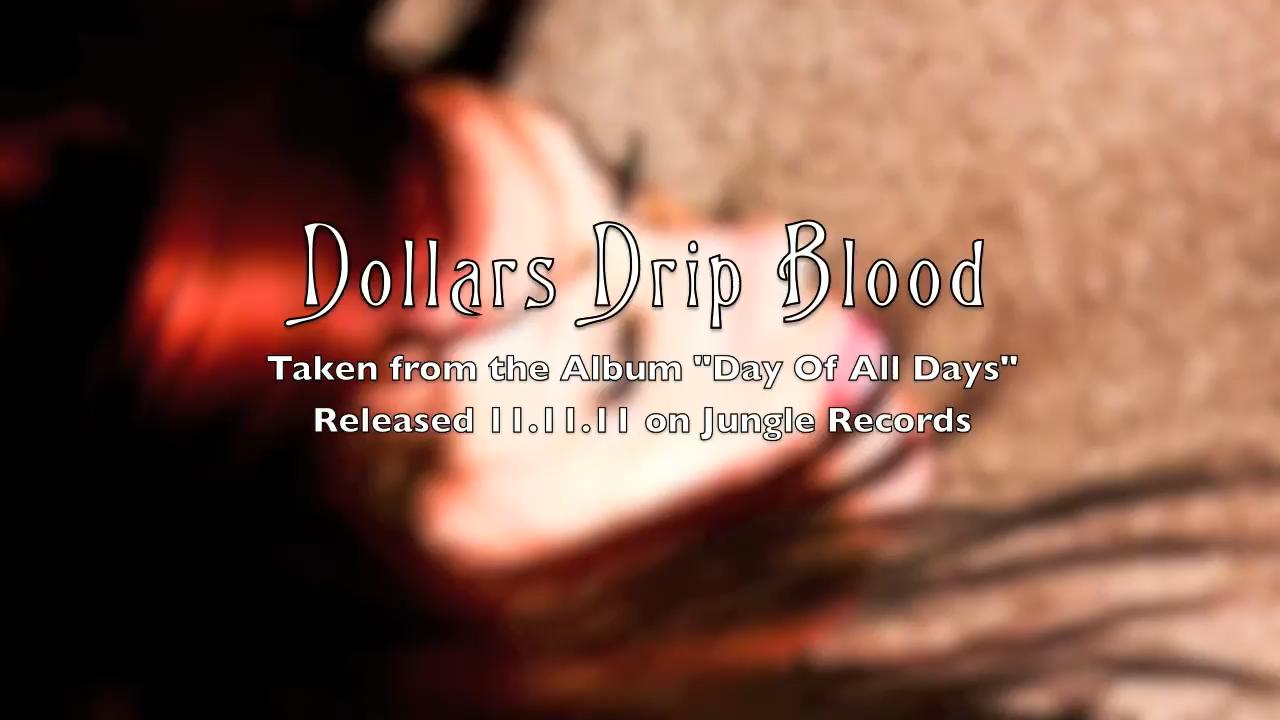 Dollars Drip Blood
Taken from the Album "Day Of All Days"
Released 11.11.11 on Jungle Records